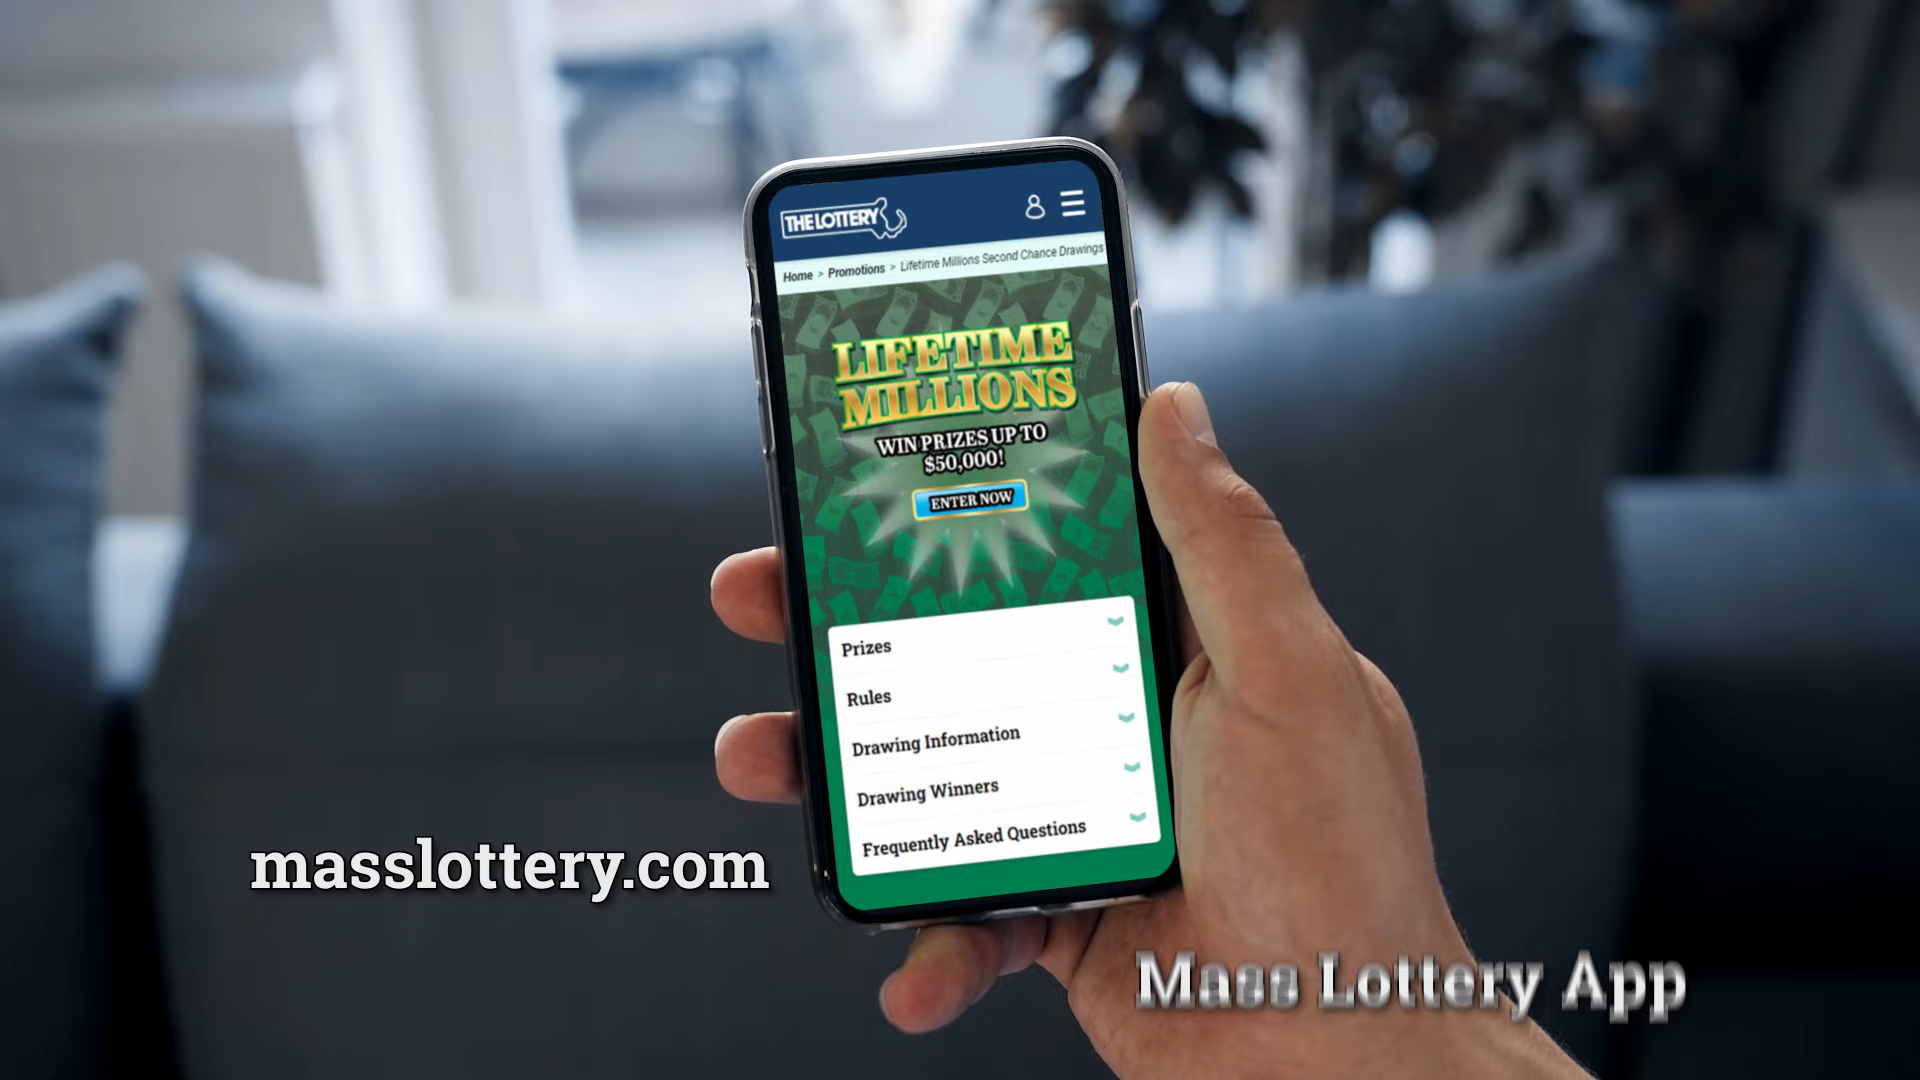 THE LOTTERY
Home > Promotions > Lifetime Millions Second Chance Drawings
LIFETIME
MILLIONS
WIN PRIZES UP TO
$50,000!
ENTER NOW
Prizes
Rules
Drawing Information
Drawing Winners
Frequently Asked Questions
masslottery.com
Mass Lottery App